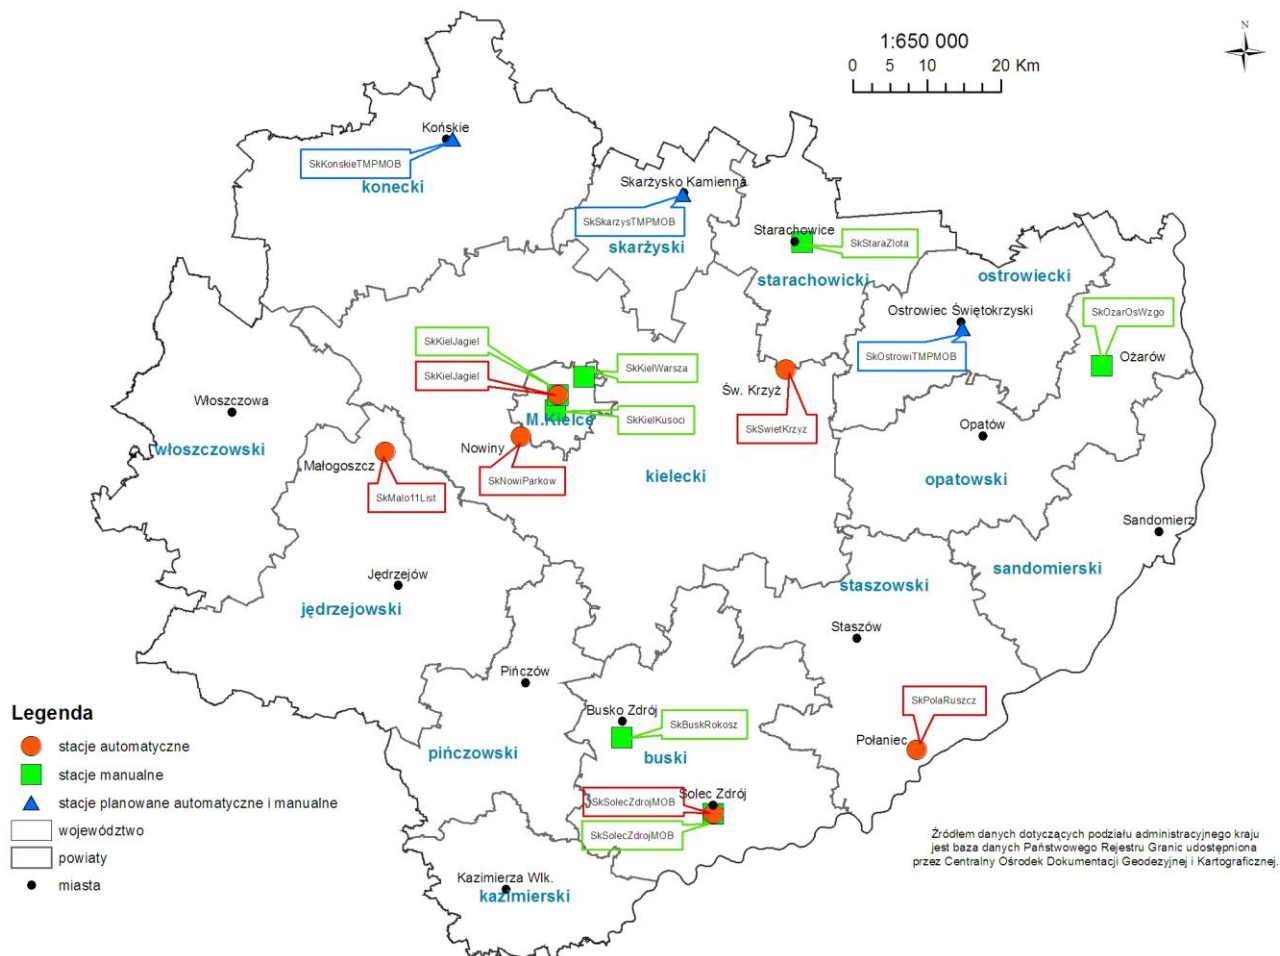 N
1:650 000
0 5 10 20 Km
Końskie
SkKonskieTMPMOB
konecki
Skarżysko Kamienna
SkSkarzysTMPMOB
skarżyski
Starachowice
SkStaraZlota
starachowicki
ostrowiecki
Ostrowiec Świętokrzyski
SkOstrowiTMPMOB
SkOzarOsWzgo
Ożarów
SkKielJagiel
SkKielJagiel
SkKielWarsza
SkKielKusoci
M.Kielce
Św. Krzyż
SkSwietKrzyz
Włoszczowa
włoszczowski
Małogoszcz
SkMalo11List
Nowiny
SkNowiParkow
kielecki
Opatów
opatowski
Sandomierz
sandomierski
Jędrzejów
jędrzejowski
staszowski
Staszów
Pińczów
pińczowski
Busko Zdrój
SkBuskRokosz
buski
SkPolaRuszcz
Połaniec
Solec Zdrój
SkSolecZdrojMOB
SkSolecZdrojMOB
Kazimierza Wlk.
kazimierski
Legenda
stacje automatyczne
stacje manualne
stacje planowane automatyczne i manualne
województwo
powiaty
miasta
Źródłem danych dotyczących podziału administracyjnego kraju
jest baza danych Państwowego Rejestru Granic udostępniona
przez Centralny Ośrodek Dokumentacji Geodezyjnej i Kartograficznej.